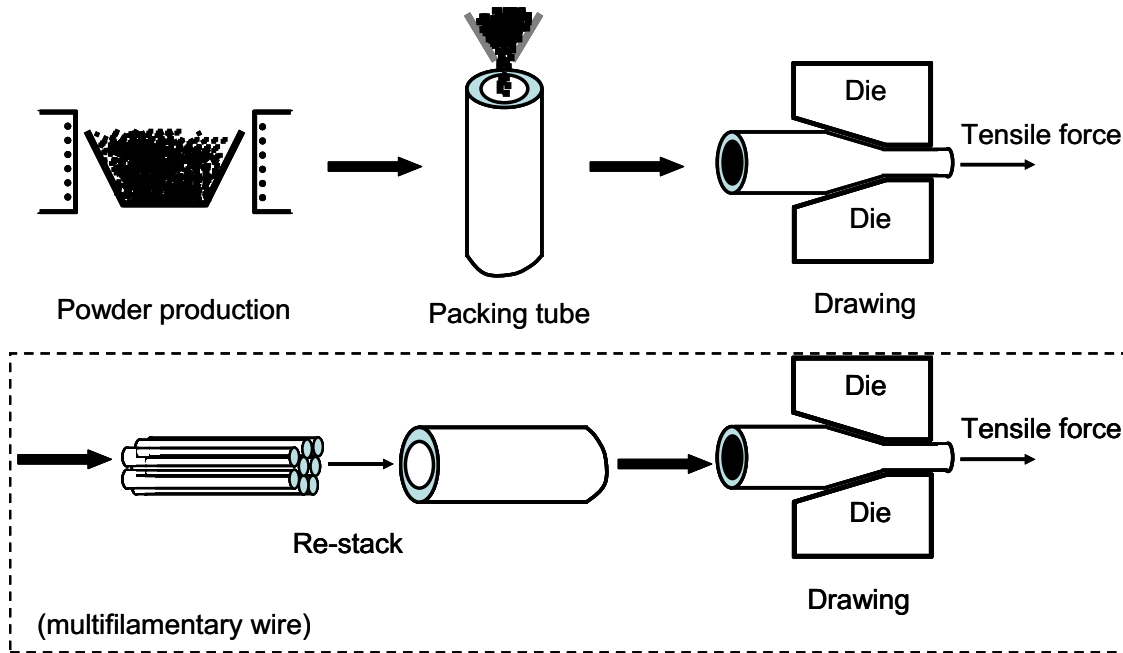 Die
Tensile force
Die
Powder production
Packing tube
Drawing
Die
Tensile force
Die
Re-stack
Drawing
(multifilamentary wire)